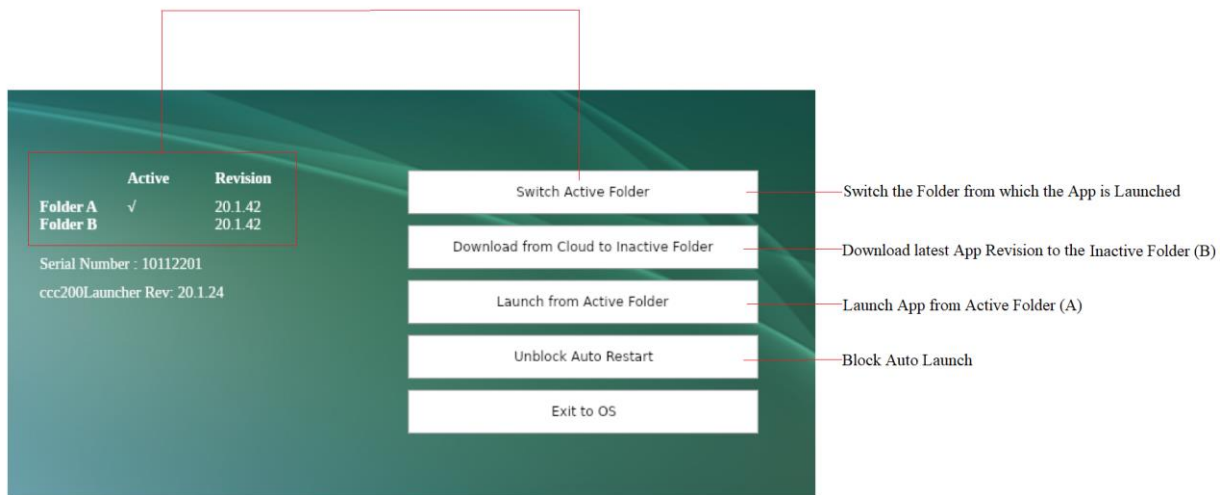 Active Revision
Folder A √ 20.1.42
Folder B 20.1.42
Serial Number : 10112201
ccc200Launcher Rev: 20.1.24
Switch Active Folder
Download from Cloud to Inactive Folder
Launch from Active Folder
Unblock Auto Restart
Exit to OS
Switch the Folder from which the App is Launched
Download latest App Revision to the Inactive Folder (B)
Launch App from Active Folder (A)
Block Auto Launch